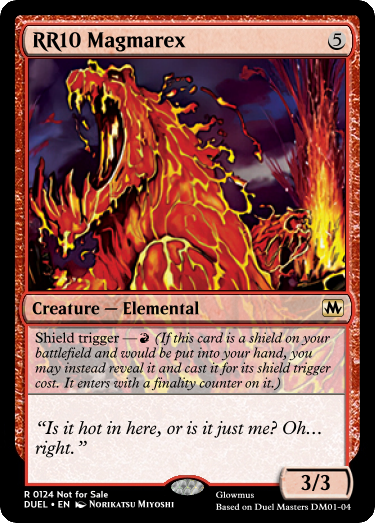 RR10 Magmarex 5
Creature — Elemental
Shield trigger — R (If this card is a shield on your
battlefield and would be put into your hand, you
may instead reveal it and cast it for its shield trigger
cost. It enters with a finality counter on it.)
“Is it hot in here, or is it just me? Oh…
right.”
3/3
R 0124 Not for Sale
DUEL • EN Norikatsu Miyoshi
Glowmus
Based on Duel Masters DM01-04